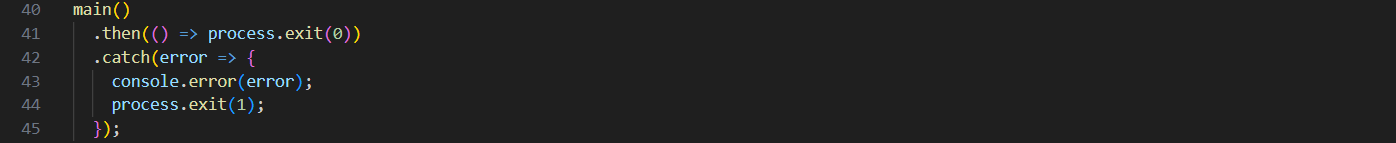 40 main()
41   .then(() => process.exit(0))
42   .catch(error => {
43     console.error(error);
44     process.exit(1);
45   });